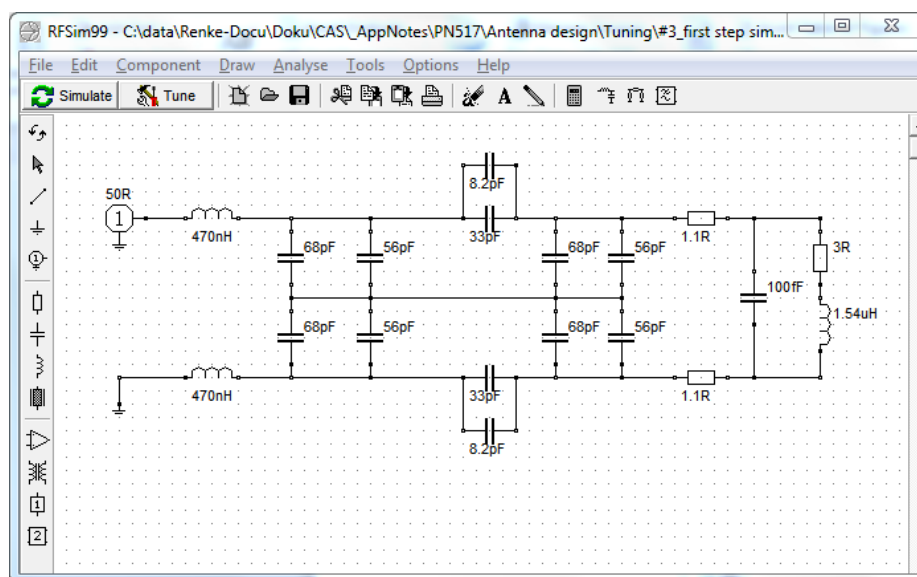 RFSim99 - C:\data\Renke-Docu\Doku\CAS\_AppNotes\PN517\Antenna design\Tuning\#3_first step sim...
File Edit Component Draw Analyse Tools Options Help
Simulate Tune A
50R
1
470nH
8.2pF
33pF
68pF 56pF 68pF 56pF
1.1R
3R
100fF
1.54uH
68pF 56pF 68pF 56pF
470nH
33pF
8.2pF
1.1R
1
1
2